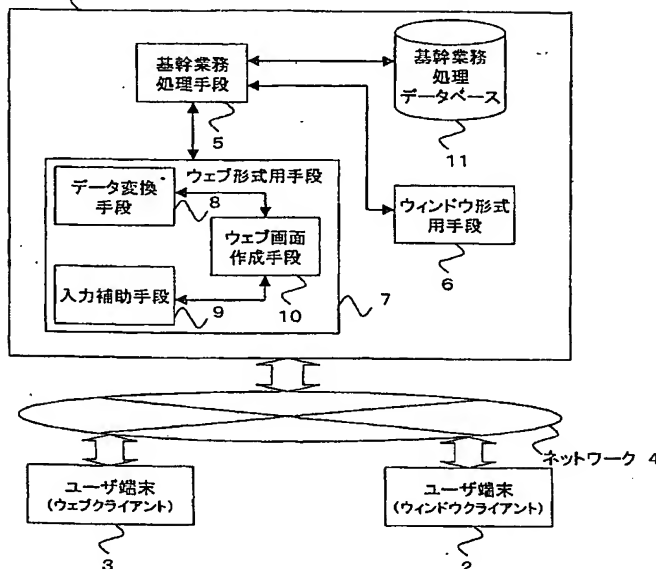 基幹業務
処理手段
5
基幹業務
処理
データベース
11
ウェブ形式用手段
データ変換
手段
8
ウェブ画面
作成手段
10
入力補助手段
9
7
ウィンドウ形式
用手段
6
ネットワーク 4
ユーザ端末
(ウェブクライアント)
3
ユーザ端末
(ウィンドウクライアント)
2